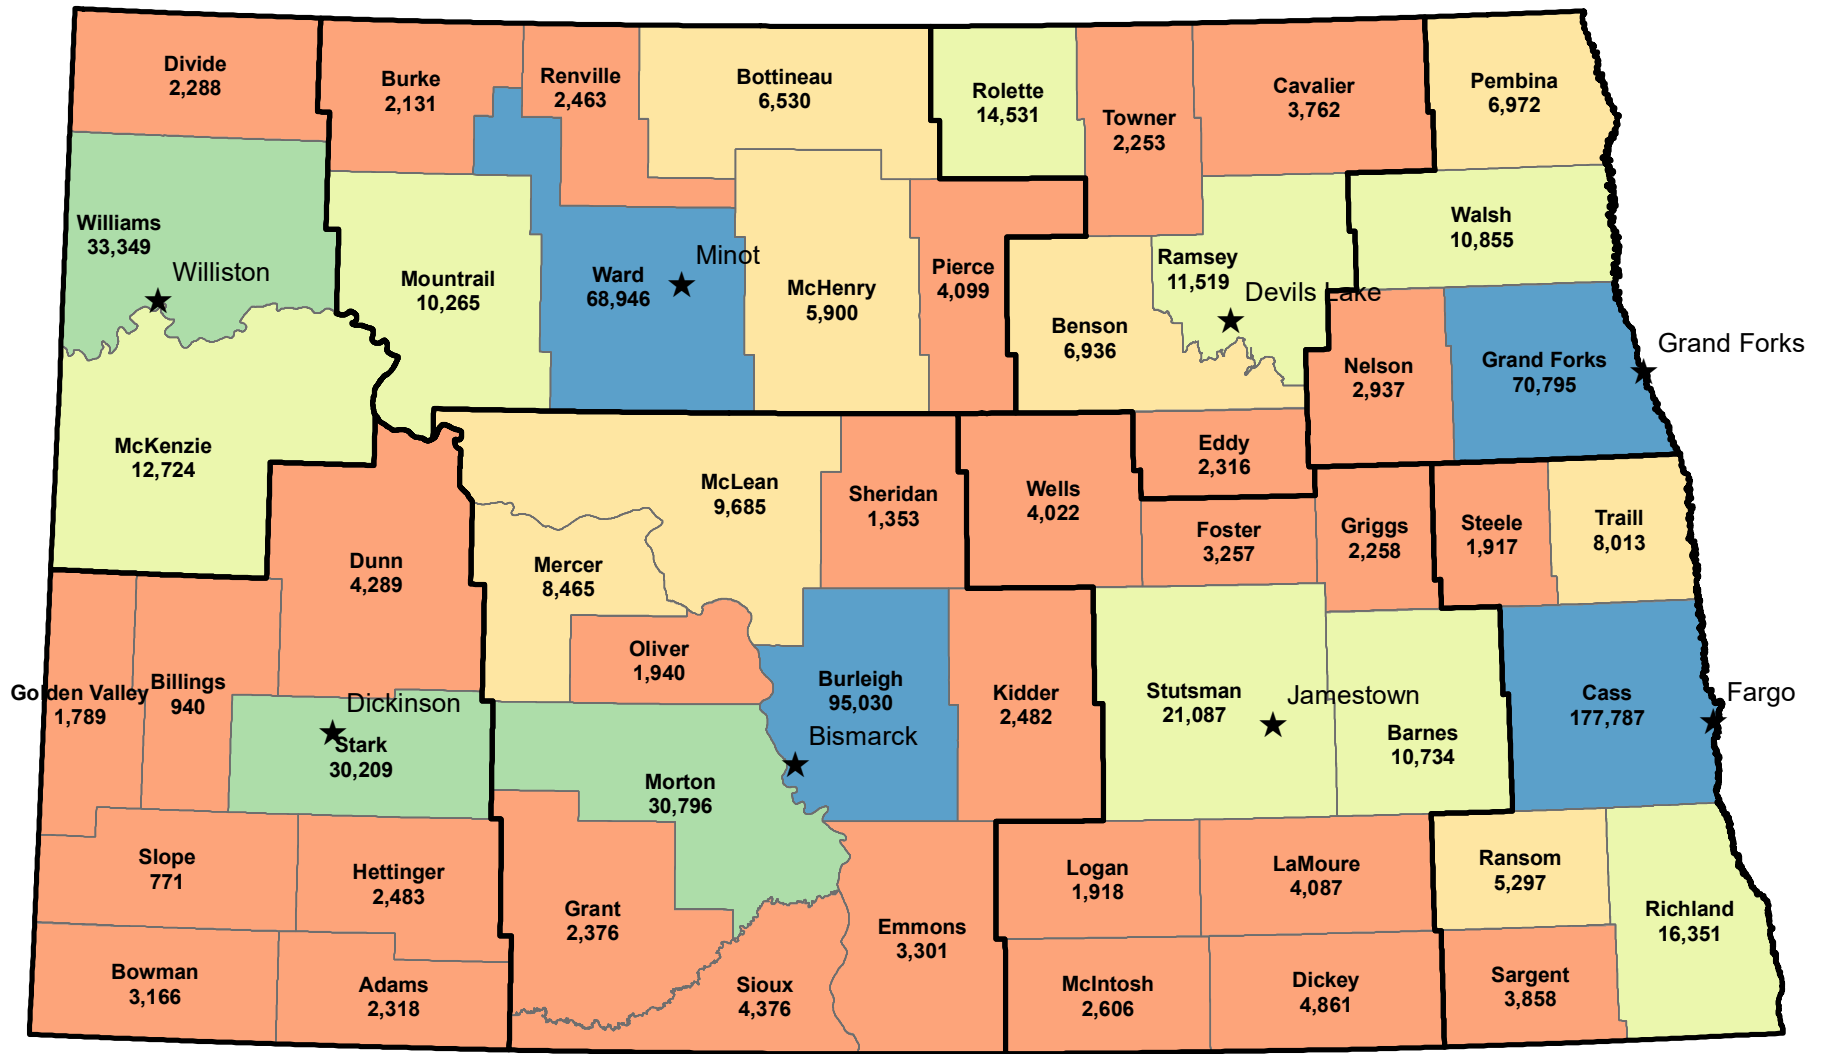 Divide
2,288
Burke
2,131
Renville
2,463
Bottineau
6,530
Rolette
14,531
Towner
2,253
Cavalier
3,762
Pembina
6,972
Williams
33,349
Williston
Mountrail
10,265
Ward
68,946
Minot
McHenry
5,900
Pierce
4,099
Benson
6,936
Ramsey
11,519
Devils Lake
Walsh
10,855
Nelson
2,937
Grand Forks
70,795
Grand Forks
McKenzie
12,724
Dunn
4,289
McLean
9,685
Mercer
8,465
Sheridan
1,353
Wells
4,022
Eddy
2,316
Foster
3,257
Griggs
2,258
Steele
1,917
Traill
8,013
Golden Valley
1,789
Billings
940
Dickinson
Stark
30,209
Oliver
1,940
Morton
30,796
Burleigh
95,030
Bismarck
Kidder
2,482
Stutsman
21,087
Jamestown
Barnes
10,734
Cass
177,787
Fargo
Slope
771
Hettinger
2,483
Grant
2,376
Emmons
3,301
Logan
1,918
LaMoure
4,087
Ransom
5,297
Richland
16,351
Bowman
3,166
Adams
2,318
Sioux
4,376
McIntosh
2,606
Dickey
4,861
Sargent
3,858